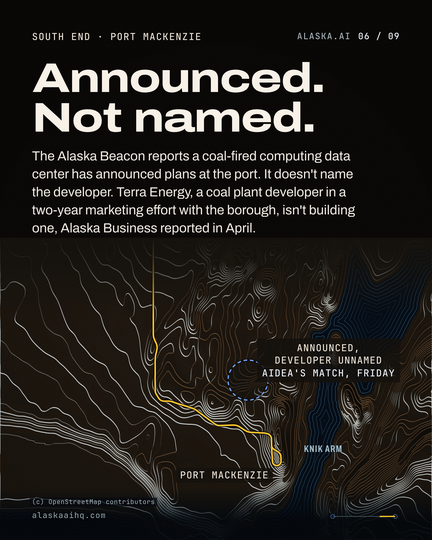 SOUTH END · PORT MACKENZIE
ALASKA.AI 06 / 09
Announced.
Not named.
The Alaska Beacon reports a coal-fired computing data
center has announced plans at the port. It doesn't name
the developer. Terra Energy, a coal plant developer in a
two-year marketing effort with the borough, isn't building
one, Alaska Business reported in April.
ANNOUNCED,
DEVELOPER UNNAMED
AIDEA'S MATCH, FRIDAY
KNIK ARM
PORT MACKENZIE
(c) OpenStreetMap contributors
alaskaaihq.com